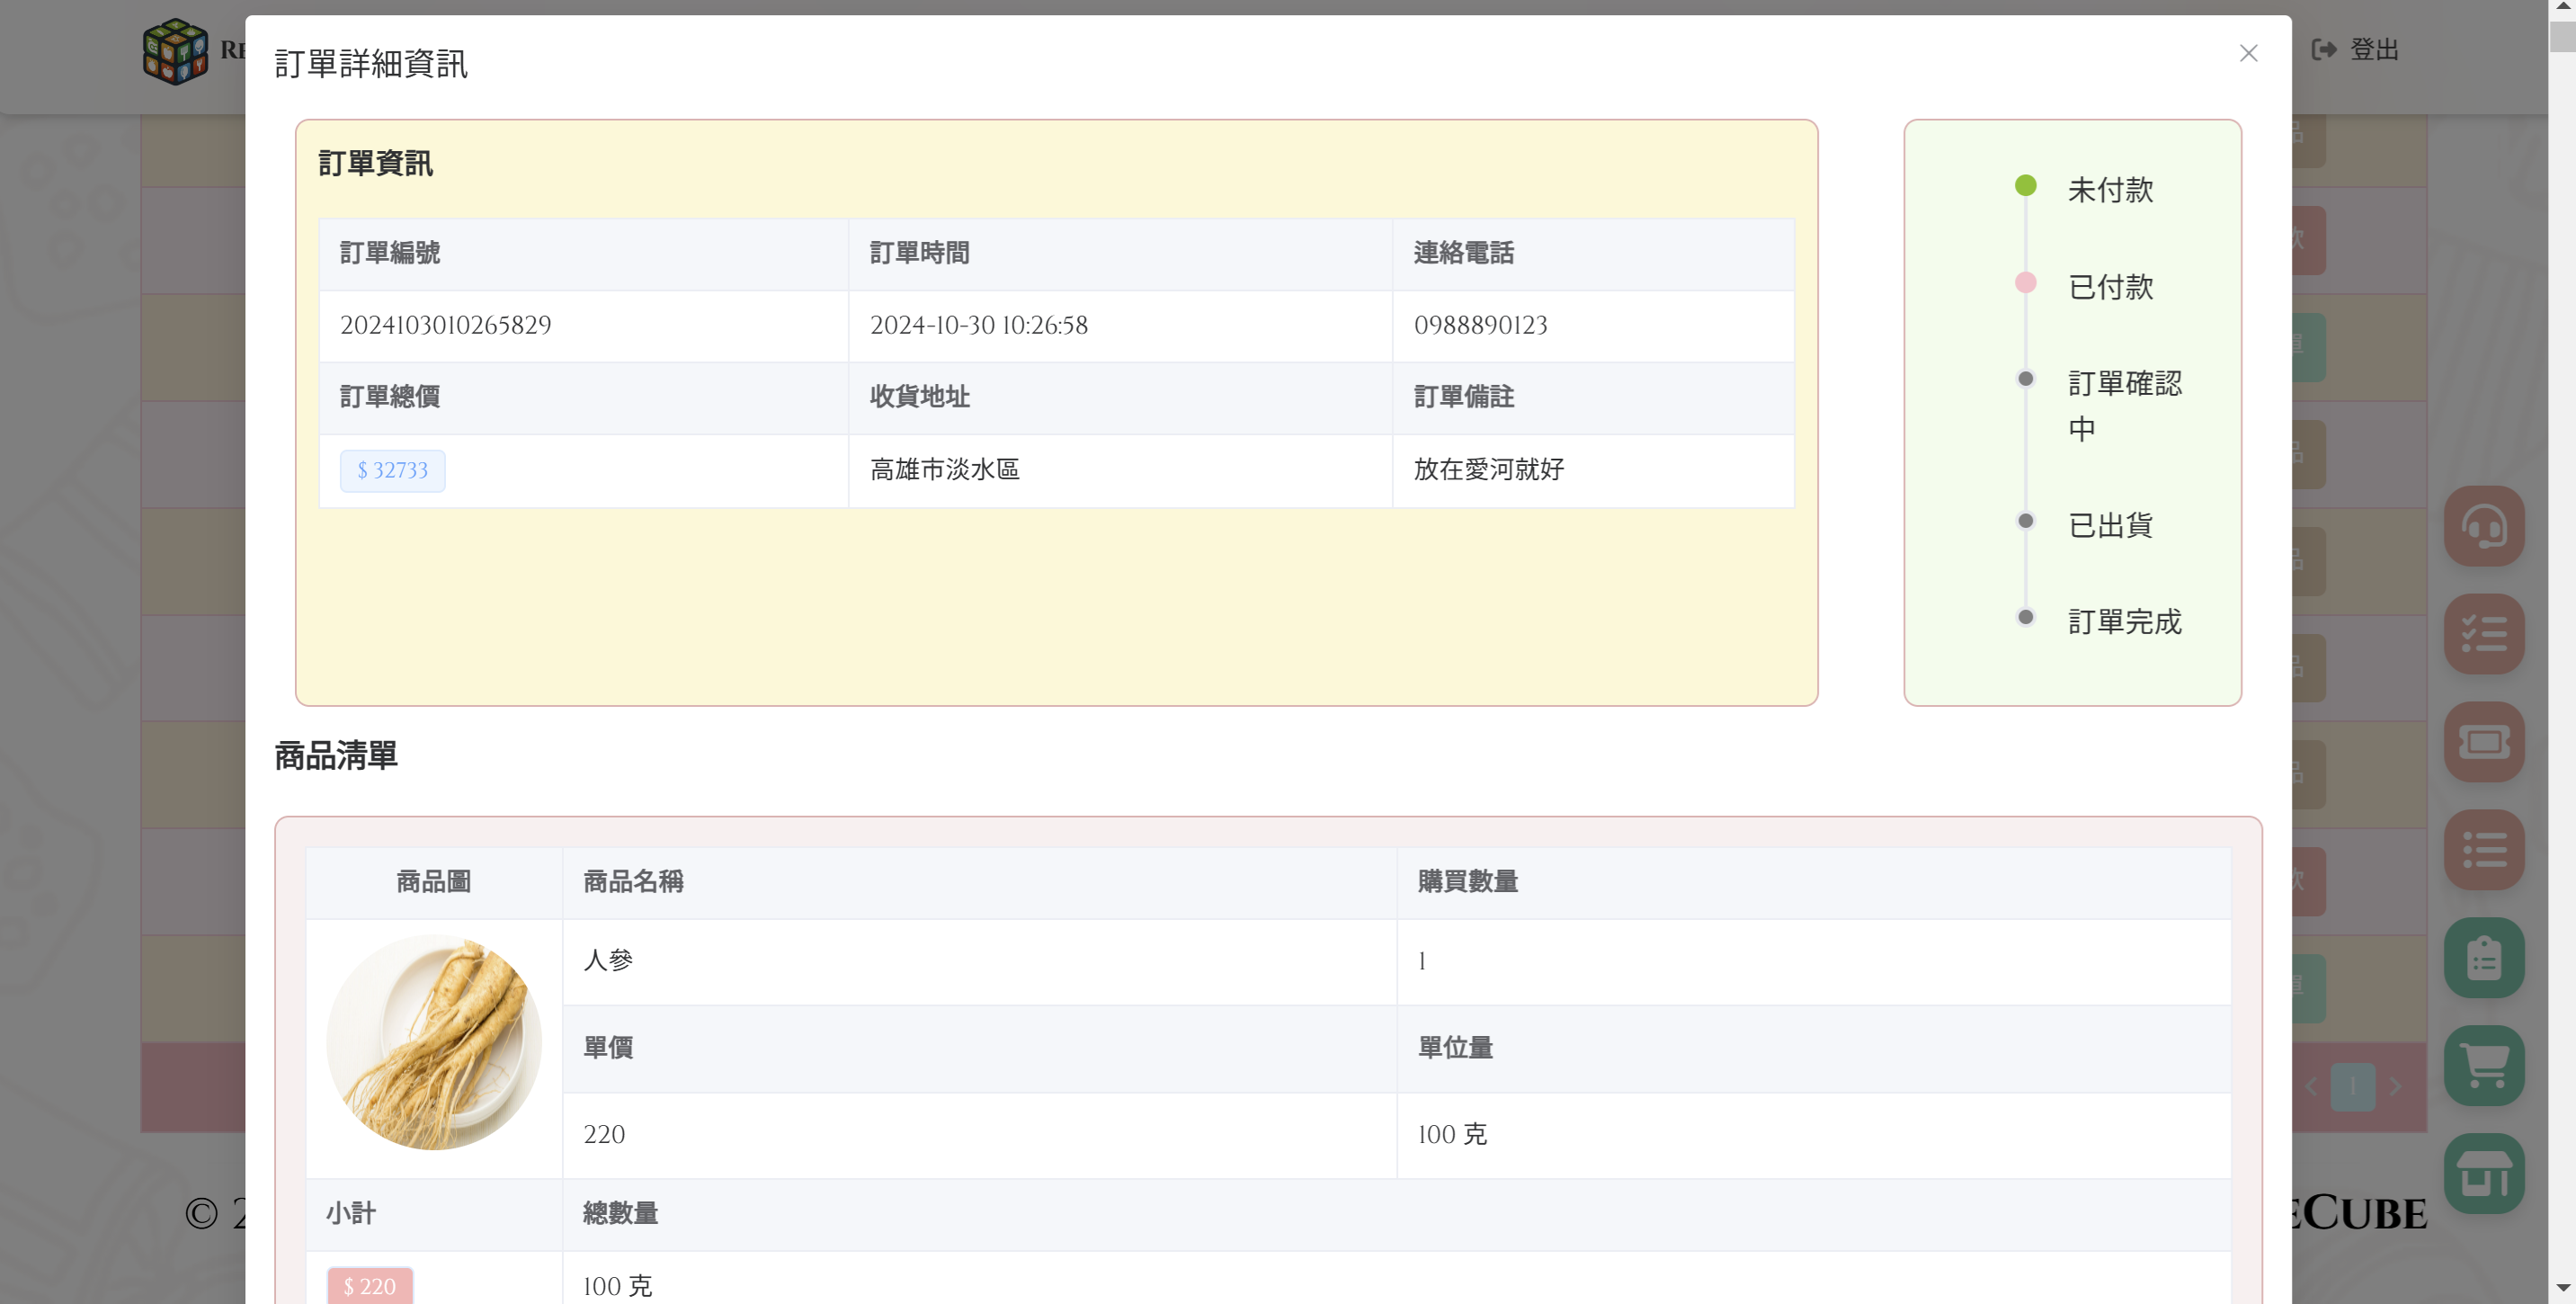 登出
訂單詳細資訊
訂單資訊
訂單編號 訂單時間 連絡電話
2024103010265829 2024-10-30 10:26:58 0988890123
訂單總價 收貨地址 訂單備註
$ 32733 高雄市淡水區 放在愛河就好
未付款
已付款
訂單確認
中
已出貨
訂單完成
商品清單
商品圖 商品名稱 購買數量
人參 1
單價 單位量
220 100 克
小計 總數量
$ 220 100 克
1
©